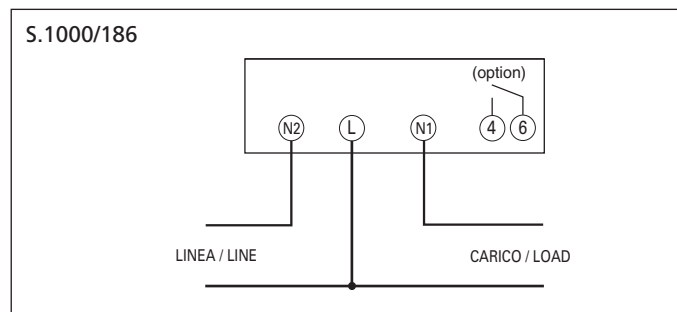 S.1000/186
(option)
N2 L N1 4 6
LINEA / LINE CARICO / LOAD